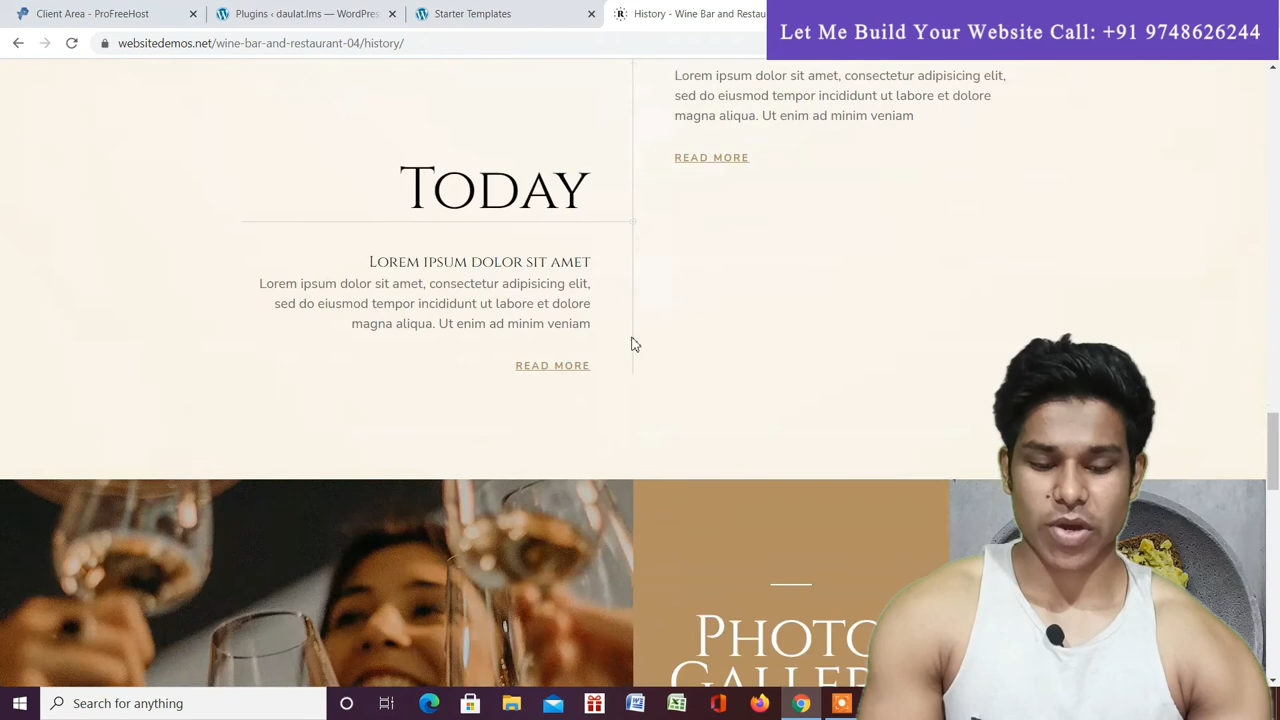 Client Area - ProFreeHost
Plugins ‹ daulat.lms — WordPres
Starter Templates
History - Wine Bar and Restau
Let Me Build Your Website Call: +91 9748626244
websitedemos.net/wine-bar-and-restaurant-04/history/
Lorem ipsum dolor sit amet, consectetur adipisicing elit,
sed do eiusmod tempor incididunt ut labore et dolore
magna aliqua. Ut enim ad minim veniam
READ MORE
Today
Lorem ipsum dolor sit amet
Lorem ipsum dolor sit amet, consectetur adipisicing elit,
sed do eiusmod tempor incididunt ut labore et dolore
magna aliqua. Ut enim ad minim veniam
READ MORE
Photo
Galler
Search for anything